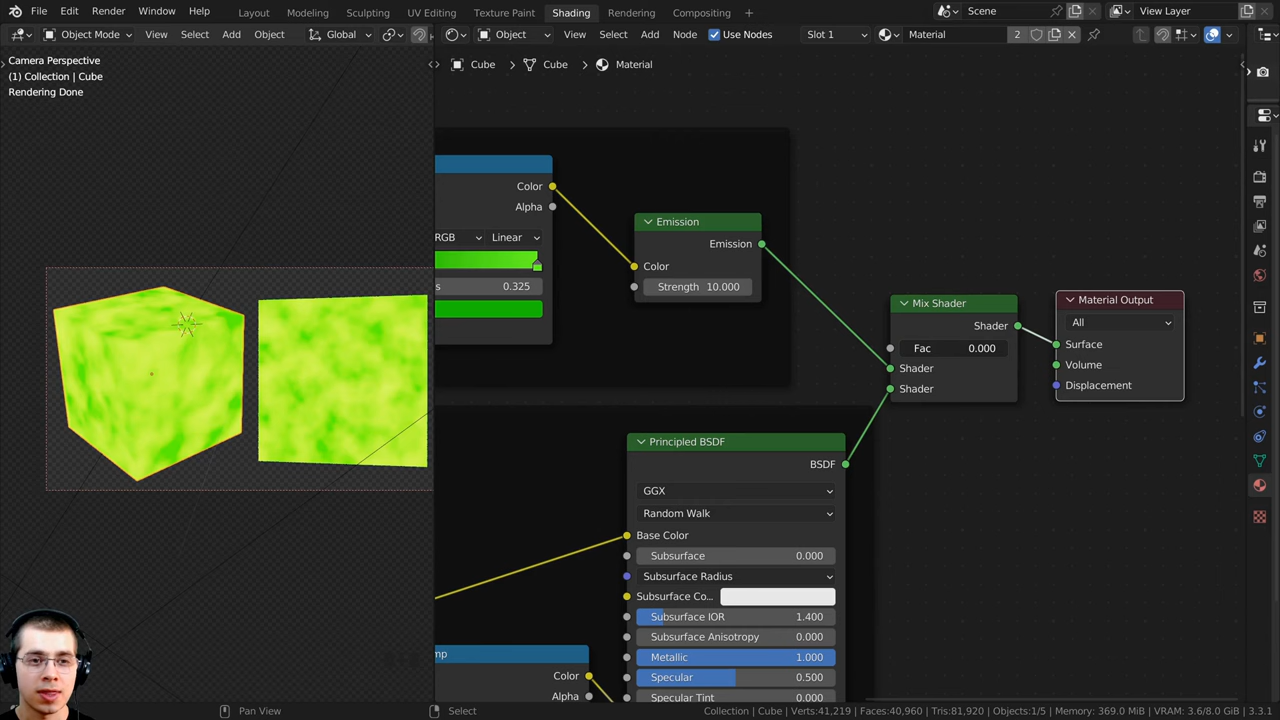 File Edit Render Window Help Layout Modeling Sculpting UV Editing Texture Paint Shading Rendering Compositing Scene View Layer
Object Mode View Select Add Object Global Object View Select Add Node Use Nodes Slot 1 Material 2
Camera Perspective
(1) Collection | Cube
Rendering Done
Cube Cube Material
Color
Alpha
RGB Linear
s 0.325
Emission
Emission
Color
Strength 10.000
Mix Shader
Shader
Fac 0.000
Shader
Shader
Material Output
All
Surface
Volume
Displacement
Principled BSDF
BSDF
GGX
Random Walk
Base Color
Subsurface 0.000
Subsurface Radius
Subsurface Co...
Subsurface IOR 1.400
Subsurface Anisotropy 0.000
Metallic 1.000
Specular 0.500
Specular Tint 0.000
mp
Color
Alpha
Pan View Select Collection | Cube | Verts:41,219 | Faces:40,960 | Tris:81,920 | Objects:1/5 | Memory: 369.0 MiB | VRAM: 3.6/8.0 GiB | 3.3.1